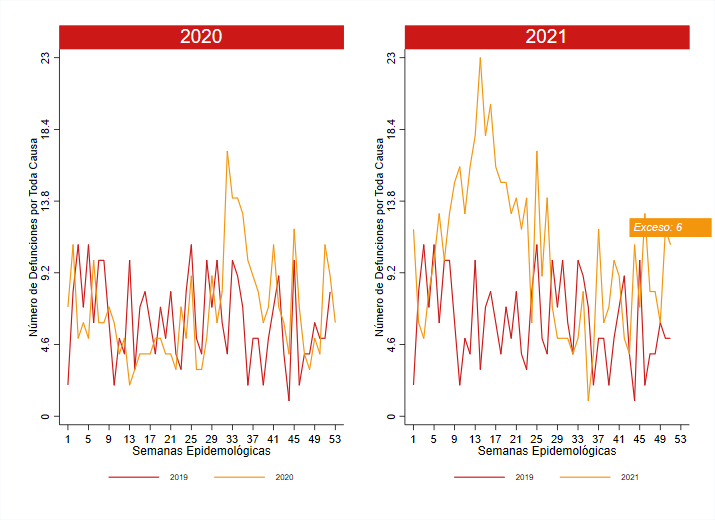 2020
Número de Defunciones por Toda Causa
23
18.4
13.8
9.2
4.6
0
1 5 9 13 17 21 25 29 33 37 41 45 49 53
Semanas Epidemológicas
2019 2020
2021
Número de Defunciones por Toda Causa
23
18.4
13.8
9.2
4.6
0
Exceso: 6
1 5 9 13 17 21 25 29 33 37 41 45 49 53
Semanas Epidemológicas
2019 2021